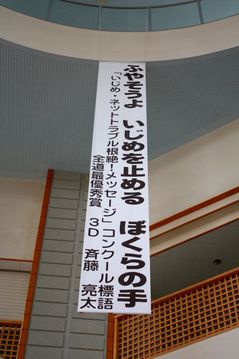 ふやそうよ いじめを止める ぼくらの手
「いじめ・ネットトラブル根絶！メッセージ」コンクール標語
全道最優秀賞 3D 斉藤 亮太